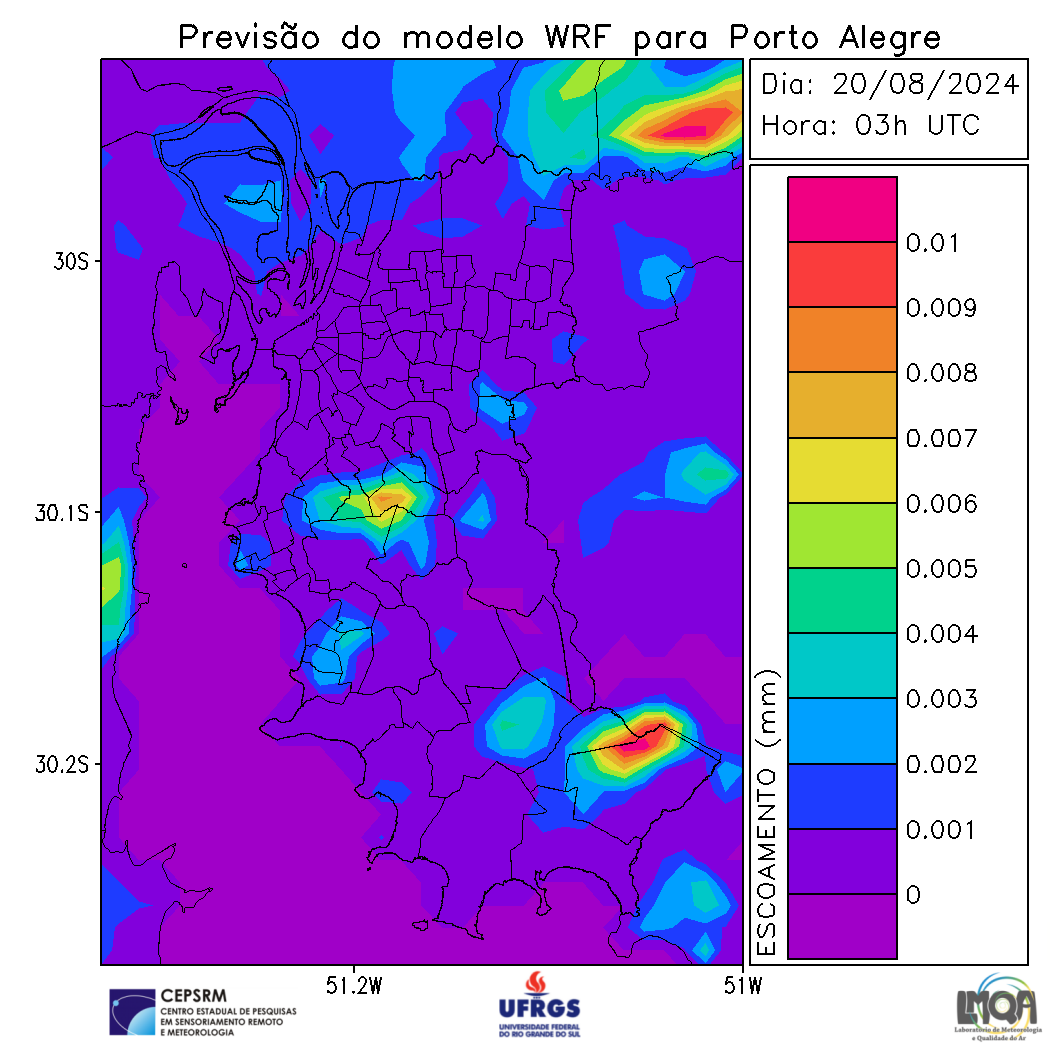 Previsão do modelo WRF para Porto Alegre
Dia: 20/08/2024
Hora: 03h UTC
0.01
0.009
0.008
0.007
0.006
0.005
0.004
0.003
0.002
0.001
0
ESCOAMENTO (mm)
30S
30.1S
30.2S
51.2W
51W
CEPSRM
CENTRO ESTADUAL DE PESQUISAS
EM SENSORIAMENTO REMOTO
E METEOROLOGIA
UFRGS
UNIVERSIDADE FEDERAL
DO RIO GRANDE DO SUL
LMQA
Laboratório de Meteorologia
e Qualidade do Ar